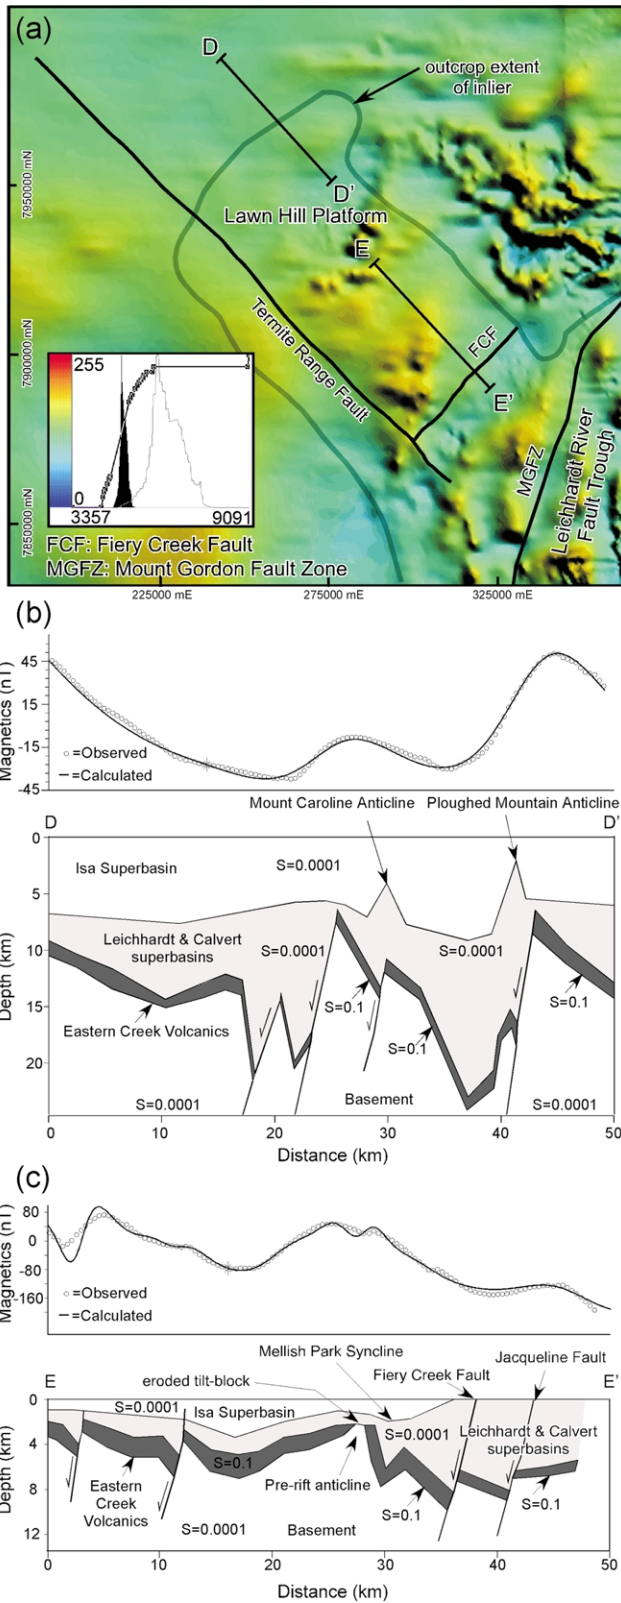 (a)
D
outcrop extent
of inlier
7950000 mN
D'
Lawn Hill Platform
E
Termite Range Fault
FCF
7900000 mN
255
E'
MGFZ
Leichhardt River
Fault Trough
0
3357 9091
7850000 mN
FCF: Fiery Creek Fault
MGFZ: Mount Gordon Fault Zone
225000 mE 275000 mE 325000 mE
(b)
Magnetics (nT)
45
15
-15
-45
=Observed
=Calculated
Mount Caroline Anticline Ploughed Mountain Anticline
D D'
Depth (km)
0
5
10
15
20
Isa Superbasin
S=0.0001
Leichhardt & Calvert
superbasins
S=0.0001
S=0.0001
Eastern Creek Volcanics
S=0.1
S=0.1
S=0.1
S=0.0001
Basement
S=0.0001
0 10 20 30 40 50
Distance (km)
(c)
Magnetics (nT)
80
0
-80
-160
=Observed
=Calculated
Mellish Park Syncline
eroded tilt-block
Fiery Creek Fault
Jacqueline Fault
E E'
Depth (km)
0
4
8
12
S=0.0001
Isa Superbasin
S=0.0001
Leichhardt & Calvert
superbasins
S=0.1
Eastern
Creek
Volcanics
Pre-rift anticline
S=0.1
S=0.1
S=0.0001
Basement
0 10 20 30 40 50
Distance (km)